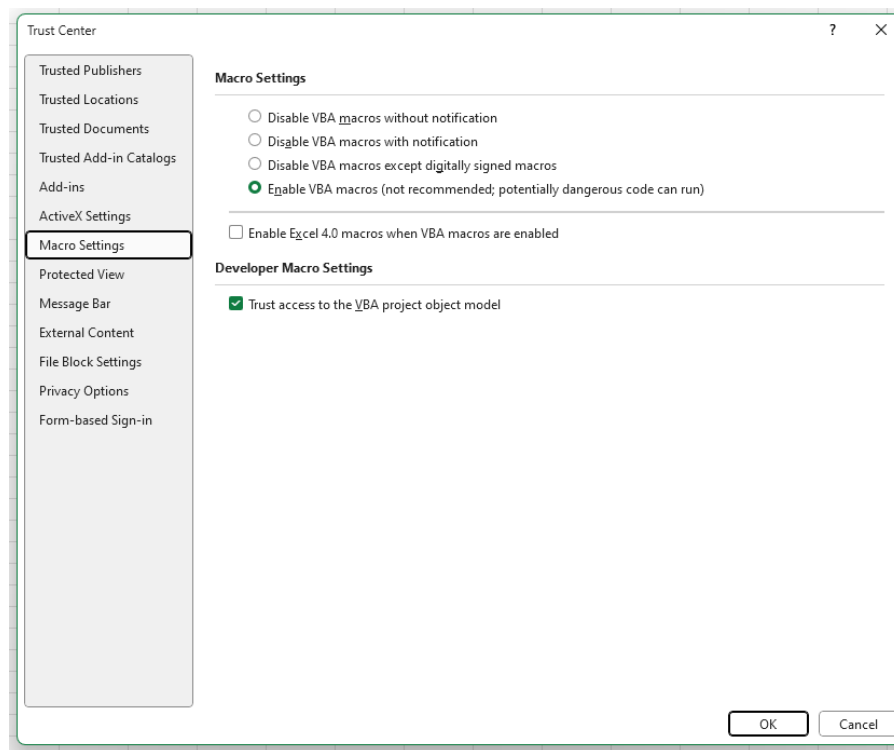 Trust Center
?
Trusted Publishers
Trusted Locations
Trusted Documents
Trusted Add-in Catalogs
Add-ins
ActiveX Settings
Macro Settings
Protected View
Message Bar
External Content
File Block Settings
Privacy Options
Form-based Sign-in
Macro Settings
Disable VBA macros without notification
Disable VBA macros with notification
Disable VBA macros except digitally signed macros
Enable VBA macros (not recommended; potentially dangerous code can run)
Enable Excel 4.0 macros when VBA macros are enabled
Developer Macro Settings
Trust access to the VBA project object model
OK
Cancel